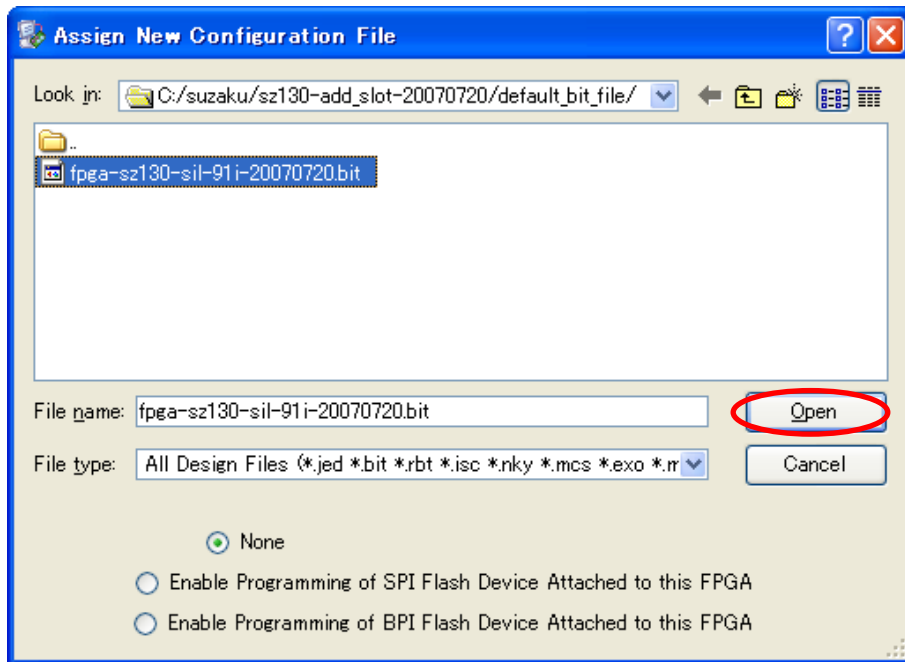 Assign New Configuration File
Look in: C:/suzaku/sz130-add_slot-20070720/default_bit_file/
..
fpga-sz130-sil-91i-20070720.bit
File name: fpga-sz130-sil-91i-20070720.bit Open
File type: All Design Files (*.jed *.bit *.rbt *.isc *.nky *.mcs *.exo *.m Cancel
None
Enable Programming of SPI Flash Device Attached to this FPGA
Enable Programming of BPI Flash Device Attached to this FPGA